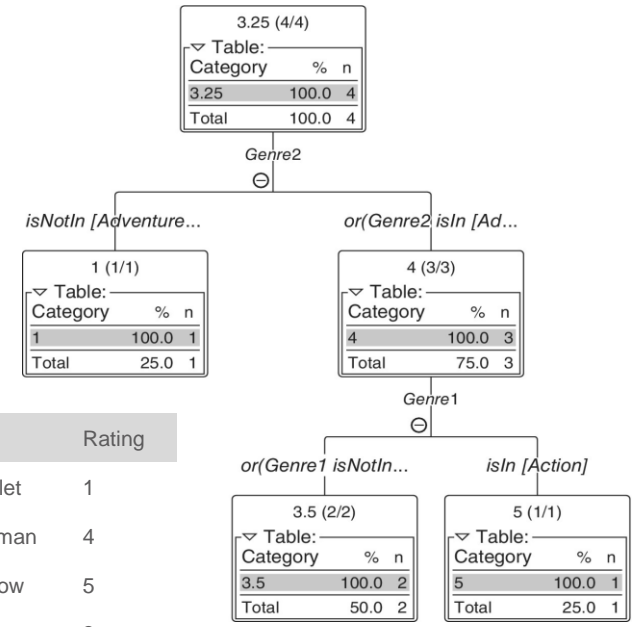 3.25 (4/4)
Table:
Category % n
3.25 100.0 4
Total 100.0 4
Genre2
isNotIn [Adventure...
or(Genre2 isIn [Ad...
1 (1/1)
Table:
Category % n
1 100.0 1
Total 25.0 1
4 (3/3)
Table:
Category % n
4 100.0 3
Total 75.0 3
Genre1
or(Genre1 isNotIn...
isIn [Action]
3.5 (2/2)
Table:
Category % n
3.5 100.0 2
Total 50.0 2
5 (1/1)
Table:
Category % n
5 100.0 1
Total 25.0 1
Rating
let 1
man 4
ow 5